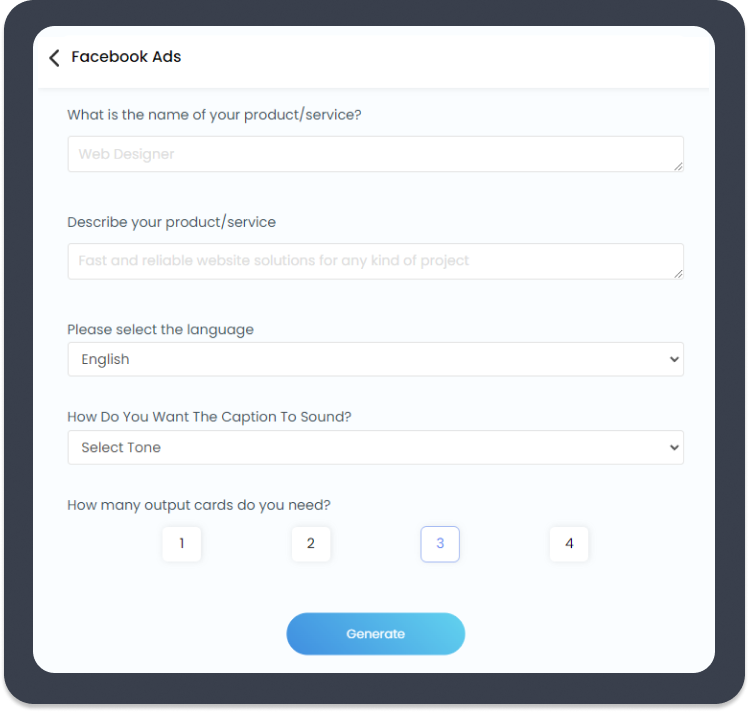 Facebook Ads
What is the name of your product/service?
Web Designer
Describe your product/service
Fast and reliable website solutions for any kind of project
Please select the language
English
How Do You Want The Caption To Sound?
Select Tone
How many output cards do you need?
1 2 3 4
Generate